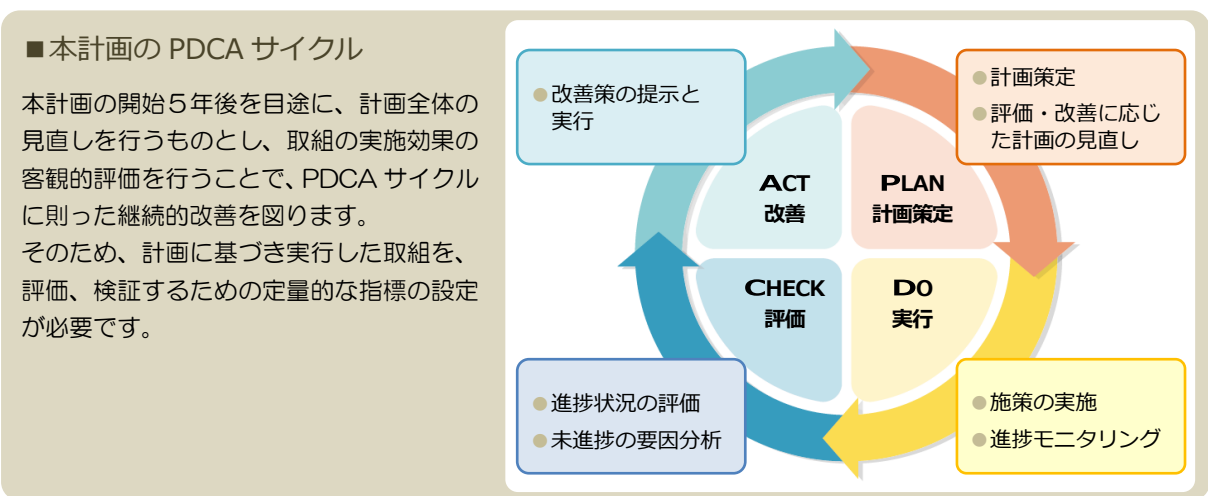 ■本計画の PDCA サイクル
本計画の開始５年後を目途に、計画全体の
見直しを行うものとし、取組の実施効果の
客観的評価を行うことで、PDCA サイクル
に則った継続的改善を図ります。
そのため、計画に基づき実行した取組を、
評価、検証するための定量的な指標の設定
が必要です。
●改善策の提示と
実行
●計画策定
●評価・改善に応じ
た計画の見直し
ACT
改善
PLAN
計画策定
CHECK
評価
DO
実行
●進捗状況の評価
●未進捗の要因分析
●施策の実施
●進捗モニタリング